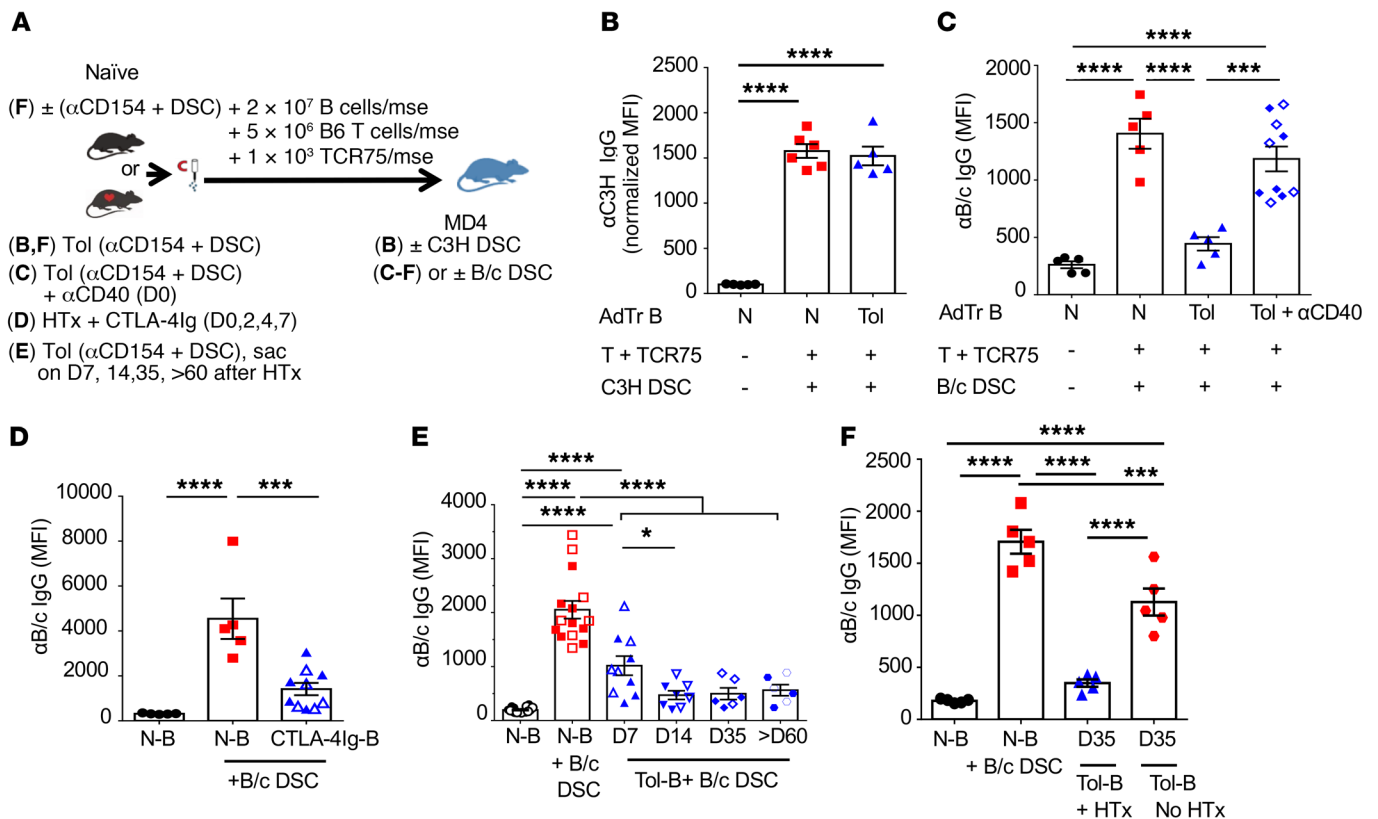 A
Naïve
(F) ± (αCD154 + DSC) + 2 × 10⁷ B cells/mse
+ 5 × 10⁶ B6 T cells/mse
+ 1 × 10³ TCR75/mse
or
MD4
(B,F) Tol (αCD154 + DSC)
(C) Tol (αCD154 + DSC)
+ αCD40 (D0)
(D) HTx + CTLA-4Ig (D0,2,4,7)
(E) Tol (αCD154 + DSC), sac
on D7, 14,35, >60 after HTx
(B) ± C3H DSC
(C-F) or ± B/c DSC
B
αC3H IgG
(normalized MFI)
2500
2000
1500
1000
500
0
****
****
AdTr B N N Tol
T + TCR75 - + +
C3H DSC - + +
C
αB/c IgG (MFI)
2000
1500
1000
500
0
****
**** **** ***
AdTr B N N Tol Tol + αCD40
T + TCR75 - + + +
B/c DSC - + + +
D
αB/c IgG (MFI)
10000
8000
6000
4000
2000
0
**** ***
N-B N-B CTLA-4Ig-B
+B/c DSC
E
αB/c IgG (MFI)
4000
3000
2000
1000
0
****
**** ****
****
*
N-B N-B D7 D14 D35 >D60
+ B/c
DSC
Tol-B+ B/c DSC
F
αB/c IgG (MFI)
2500
2000
1500
1000
500
0
****
**** **** ***
****
N-B N-B D35 D35
+ B/c DSC
Tol-B Tol-B
+ HTx No HTx